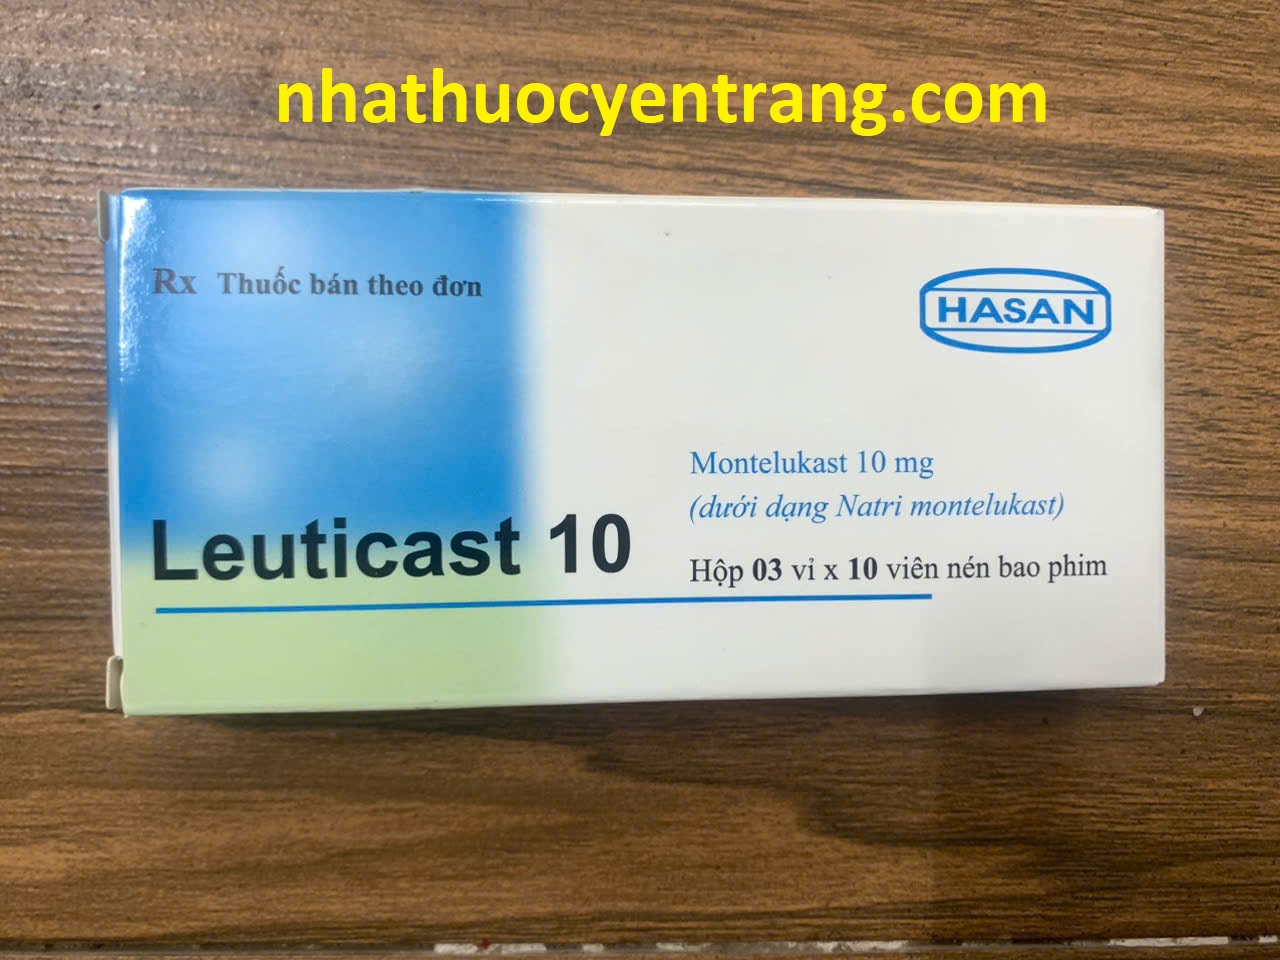 nhathuocyentrang.com
Rx Thuốc bán theo đơn
HASAN
Montelukast 10 mg
(dưới dạng Natri montelukast)
Leuticast 10
Hộp 03 vỉ x 10 viên nén bao phim